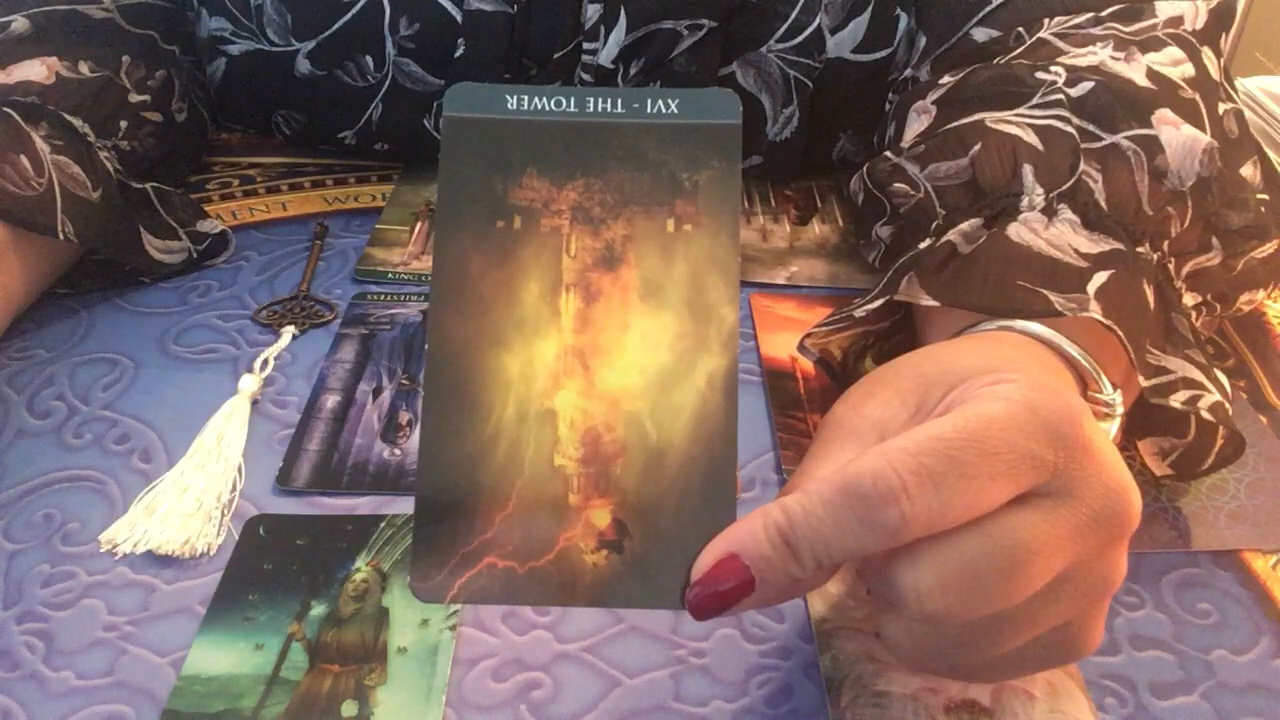 XVI - THE TOWER
MENT WOR
KING O
PRIESTESS